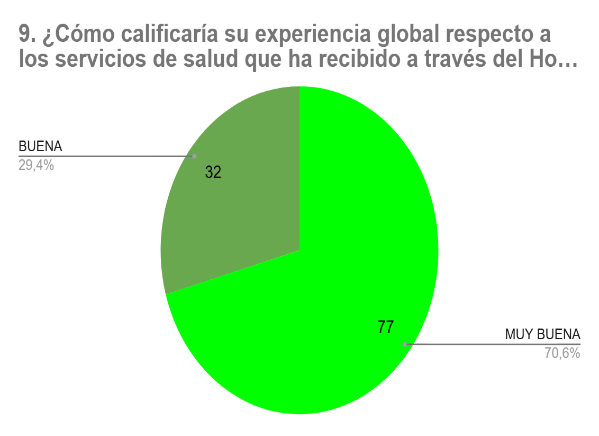 9. ¿Cómo calificaría su experiencia global respecto a
los servicios de salud que ha recibido a través del Ho…
BUENA
29,4%
32
77
MUY BUENA
70,6%